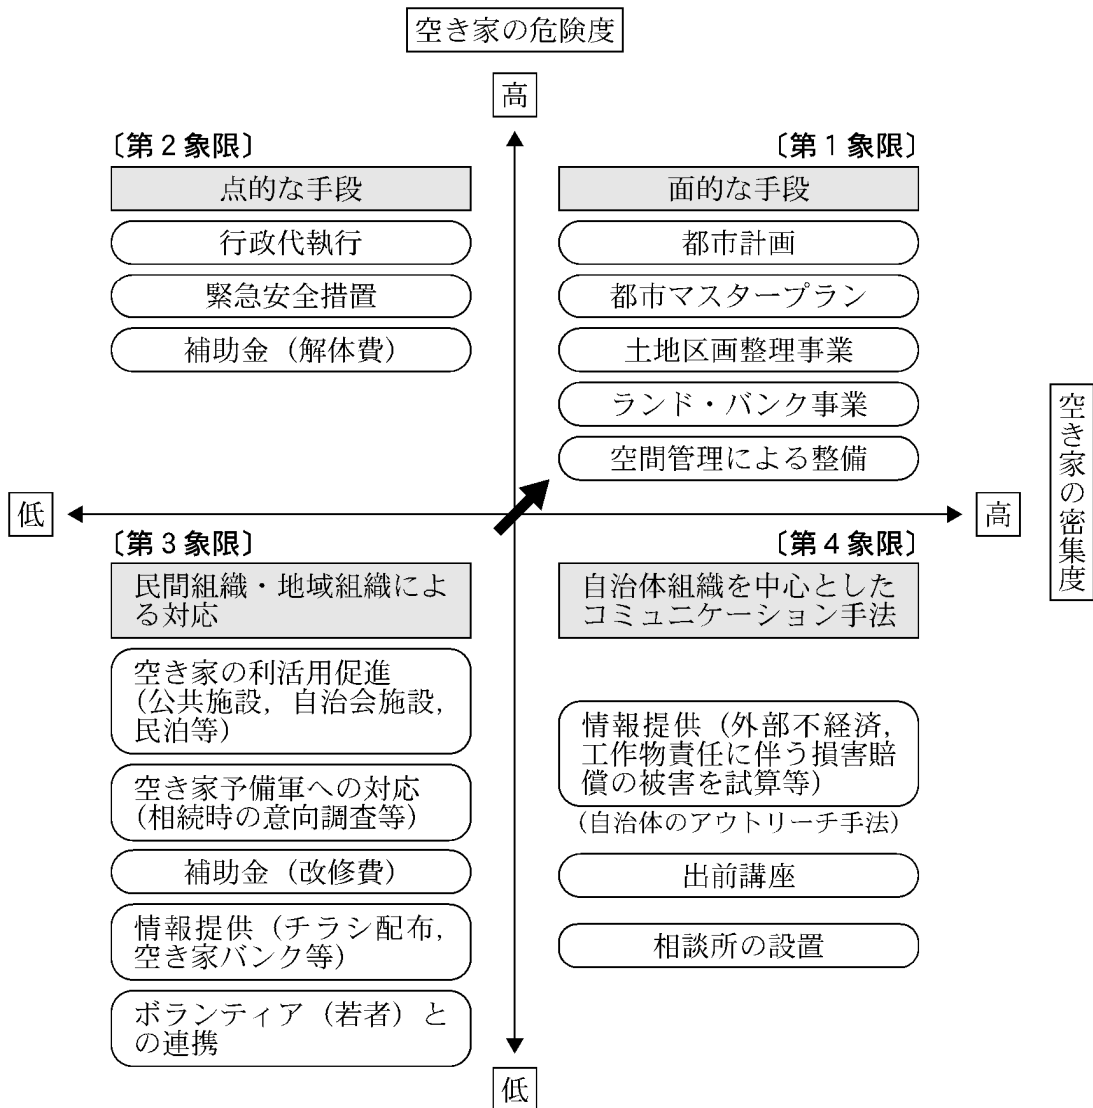 空き家の危険度
高
〔第2象限〕
点的な手段
行政代執行
緊急安全措置
補助金(解体費)
〔第1象限〕
面的な手段
都市計画
都市マスタープラン
土地区画整理事業
ランド・バンク事業
空間管理による整備
空き家の密集度
低
高
〔第3象限〕
民間組織・地域組織によ
る対応
空き家の利活用促進
(公共施設,自治会施設,
民泊等)
空き家予備軍への対応
(相続時の意向調査等)
補助金(改修費)
情報提供(チラシ配布,
空き家バンク等)
ボランティア(若者)と
の連携
〔第4象限〕
自治体組織を中心とした
コミュニケーション手法
情報提供(外部不経済,
工作物責任に伴う損害賠
償の被害を試算等)
(自治体のアウトリーチ手法)
出前講座
相談所の設置
低